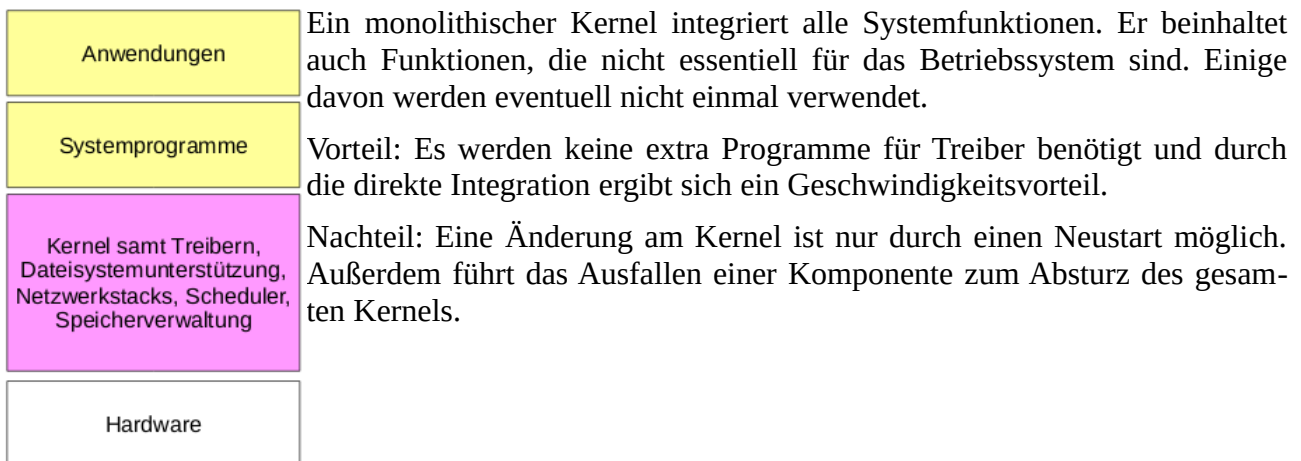 Anwendungen
Systemprogramme
Kernel samt Treibern,
Dateisystemunterstützung,
Netzwerkstacks, Scheduler,
Speicherverwaltung
Hardware
Ein monolithischer Kernel integriert alle Systemfunktionen. Er beinhaltet
auch Funktionen, die nicht essentiell für das Betriebssystem sind. Einige
davon werden eventuell nicht einmal verwendet.
Vorteil: Es werden keine extra Programme für Treiber benötigt und durch
die direkte Integration ergibt sich ein Geschwindigkeitsvorteil.
Nachteil: Eine Änderung am Kernel ist nur durch einen Neustart möglich.
Außerdem führt das Ausfallen einer Komponente zum Absturz des gesam-
ten Kernels.